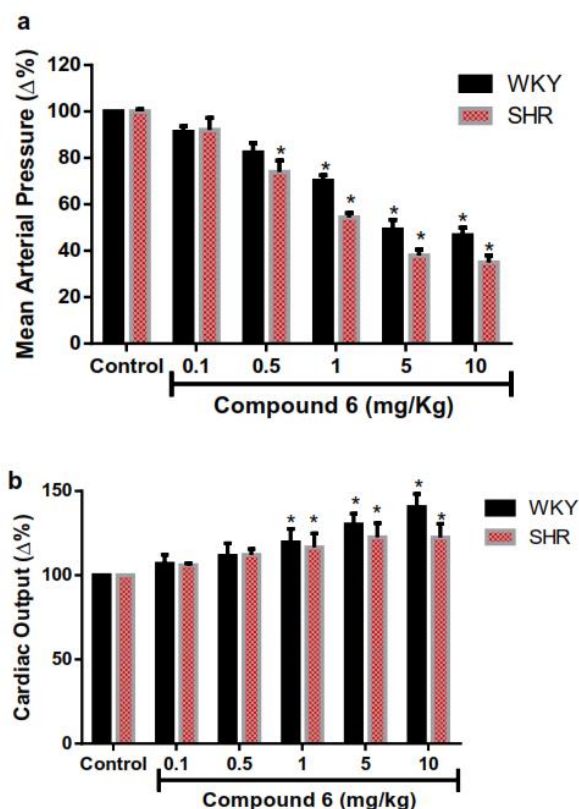 a
Mean Arterial Pressure (Δ%)
120
100
80
60
40
20
0
WKY
SHR
*
*
*
*
*
*
*
Control 0.1 0.5 1 5 10
Compound 6 (mg/Kg)
b
Cardiac Output (Δ%)
150
100
50
0
WKY
SHR
*
*
*
*
*
*
Control 0.1 0.5 1 5 10
Compound 6 (mg/kg)